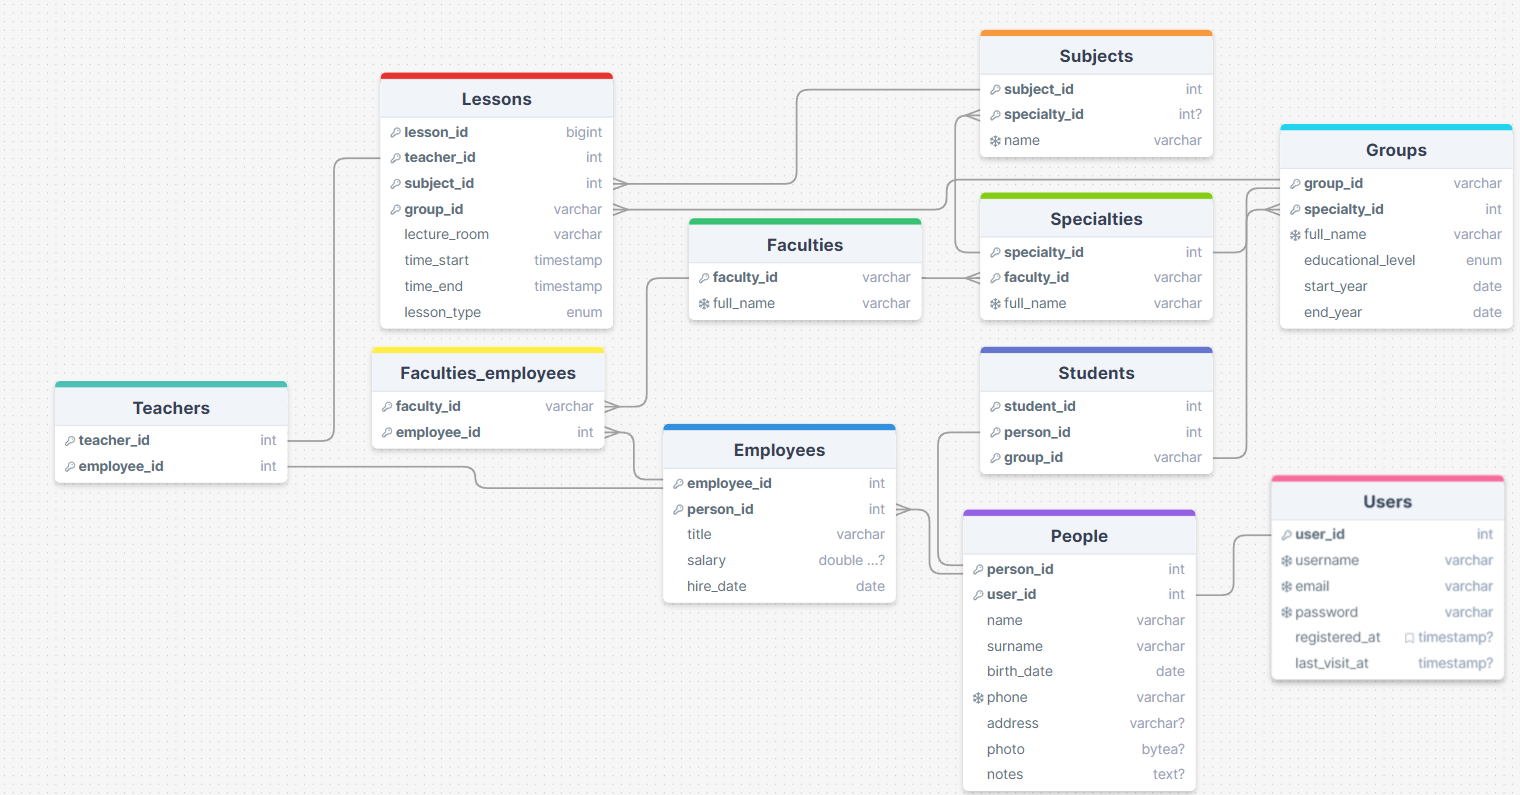 Subjects
subject_id int
specialty_id int?
name varchar
Lessons
lesson_id bigint
teacher_id int
subject_id int
group_id varchar
lecture_room varchar
time_start timestamp
time_end timestamp
lesson_type enum
Groups
group_id varchar
specialty_id int
full_name varchar
educational_level enum
start_year date
end_year date
Faculties
faculty_id varchar
full_name varchar
Specialties
specialty_id int
faculty_id varchar
full_name varchar
Faculties_employees
faculty_id varchar
employee_id int
Students
student_id int
person_id int
group_id varchar
Teachers
teacher_id int
employee_id int
Employees
employee_id int
person_id int
title varchar
salary double ...?
hire_date date
People
person_id int
user_id int
name varchar
surname varchar
birth_date date
phone varchar
address varchar?
photo bytea?
notes text?
Users
user_id int
username varchar
email varchar
password varchar
registered_at timestamp?
last_visit_at timestamp?